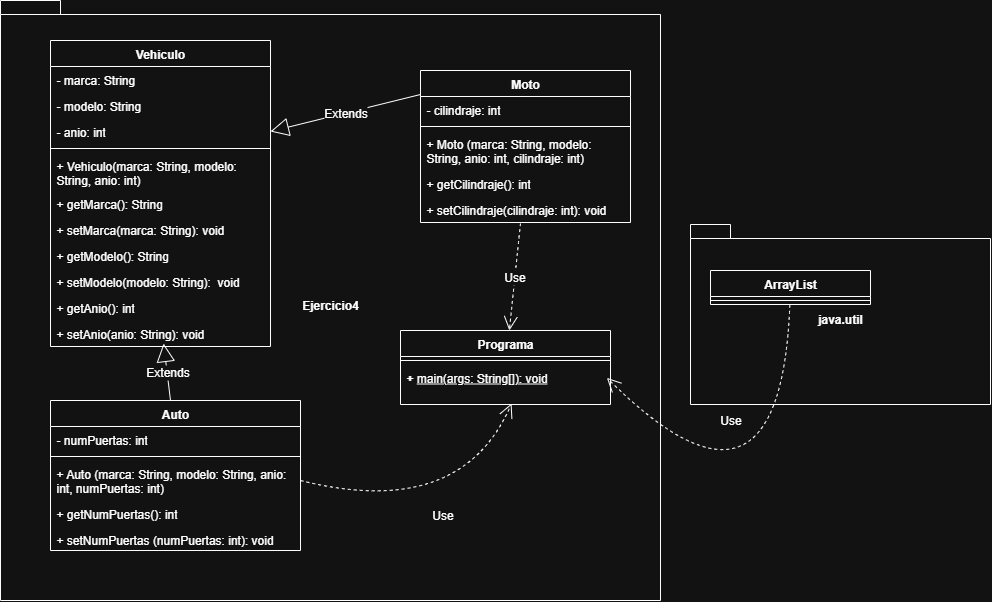 Vehiculo
- marca: String
- modelo: String
- anio: int
+ Vehiculo(marca: String, modelo:
String, anio: int)
+ getMarca(): String
+ setMarca(marca: String): void
+ getModelo(): String
+ setModelo(modelo: String):  void
+ getAnio(): int
+ setAnio(anio: String): void
Extends
Moto
- cilindraje: int
+ Moto (marca: String, modelo:
String, anio: int, cilindraje: int)
+ getCilindraje(): int
+ setCilindraje(cilindraje: int): void
Use
Ejercicio4
Programa
+ main(args: String[]): void
Extends
Auto
- numPuertas: int
+ Auto (marca: String, modelo: String, anio:
int, numPuertas: int)
+ getNumPuertas(): int
+ setNumPuertas (numPuertas: int): void
Use
ArrayList
java.util
Use